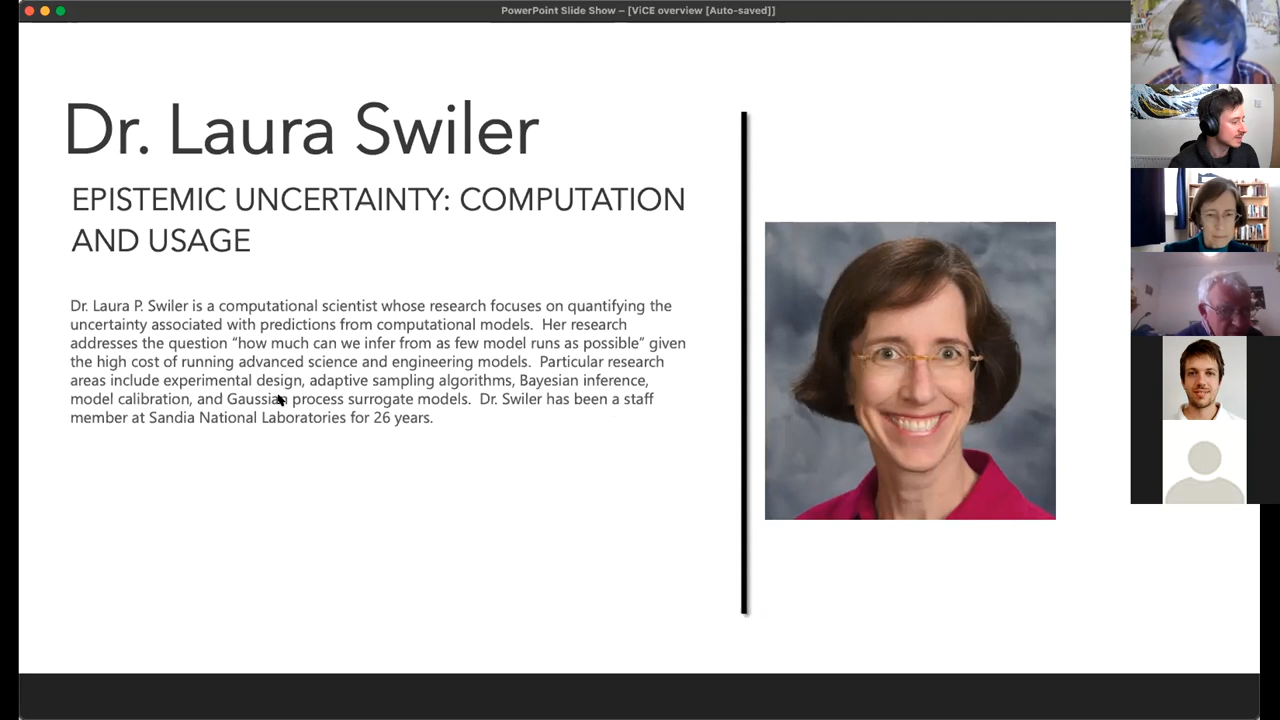 PowerPoint Slide Show – [ViCE overview [Auto-saved]]
Dr. Laura Swiler
EPISTEMIC UNCERTAINTY: COMPUTATION
AND USAGE
Dr. Laura P. Swiler is a computational scientist whose research focuses on quantifying the
uncertainty associated with predictions from computational models.  Her research
addresses the question “how much can we infer from as few model runs as possible” given
the high cost of running advanced science and engineering models.  Particular research
areas include experimental design, adaptive sampling algorithms, Bayesian inference,
model calibration, and Gaussian process surrogate models.  Dr. Swiler has been a staff
member at Sandia National Laboratories for 26 years.